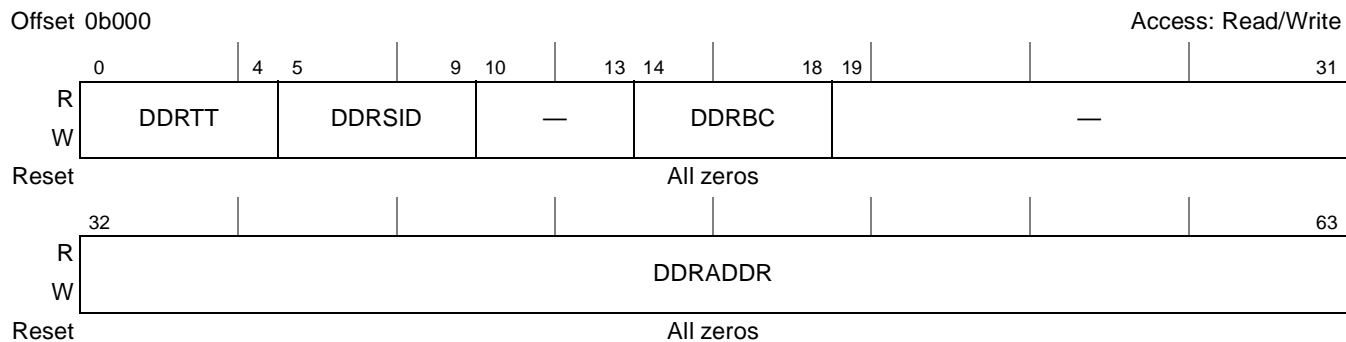 Offset 0b000 Access: Read/Write
0 4 5 9 10 13 14 18 19 31
R
DDRTT DDRSID — DDRBC —
W
Reset All zeros
32 63
R
DDRADDR
W
Reset All zeros